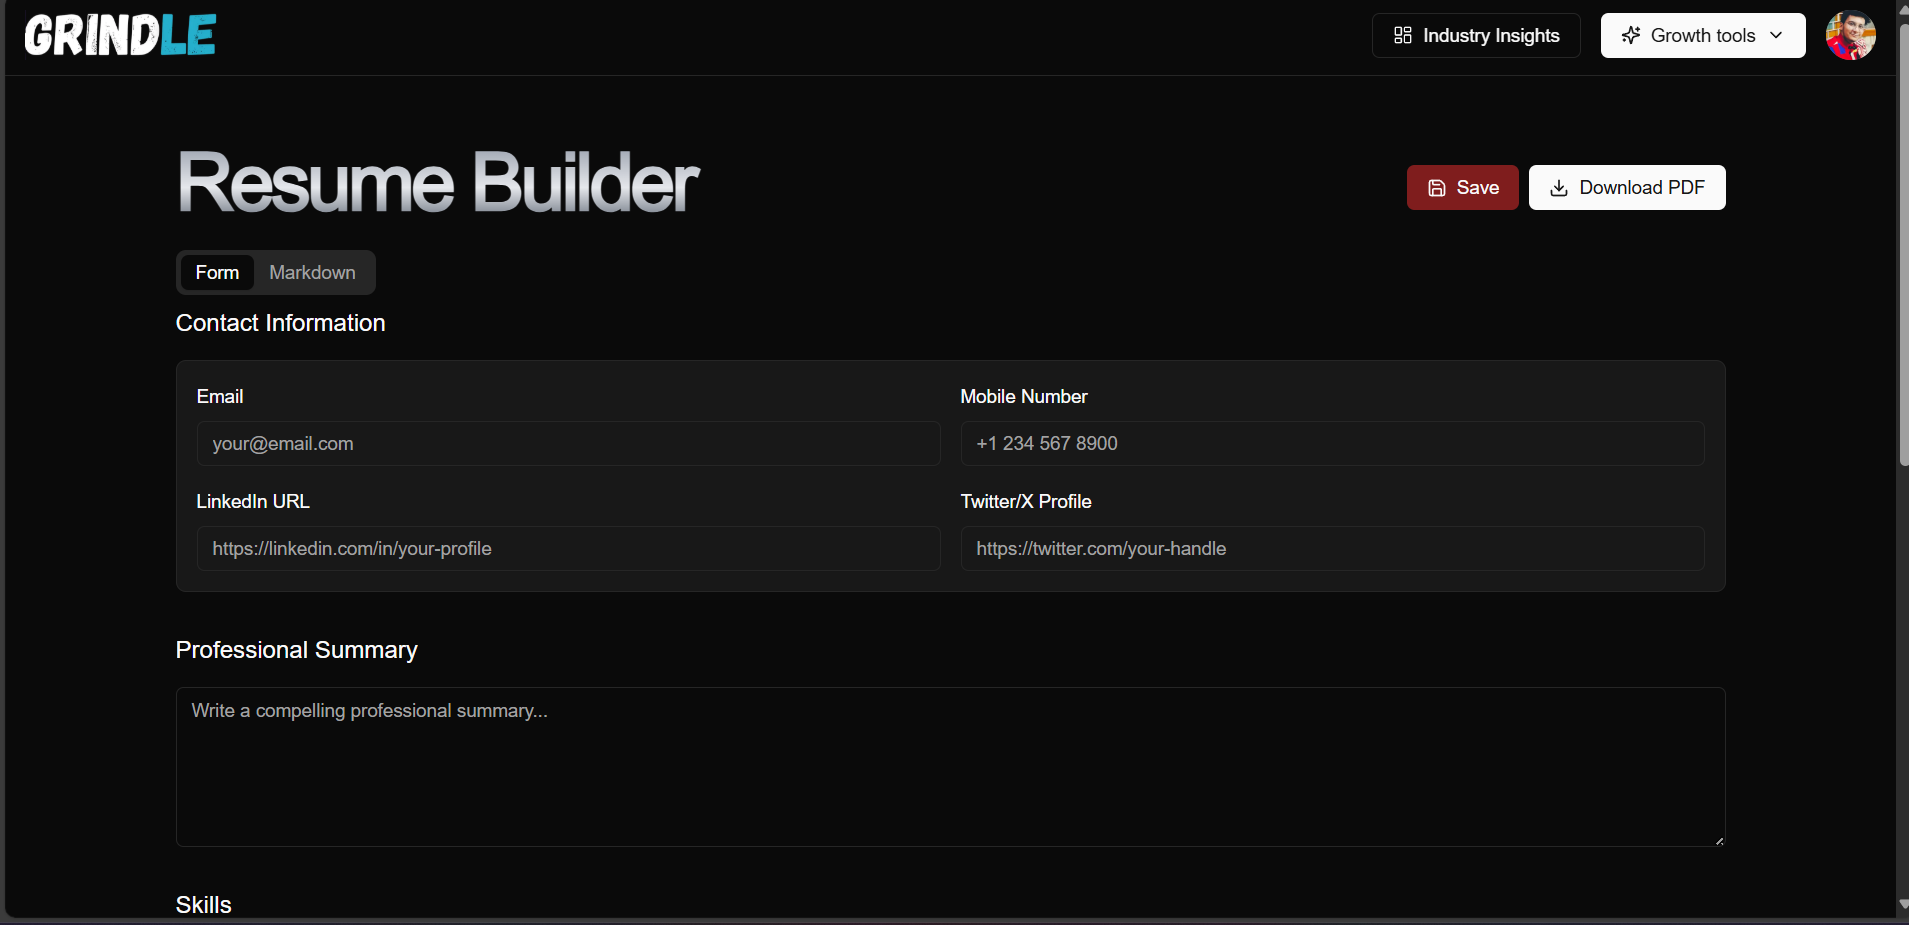 GRINDLE
Industry Insights
Growth tools
Resume Builder
Save
Download PDF
Form
Markdown
Contact Information
Email
Mobile Number
your@email.com
+1 234 567 8900
LinkedIn URL
Twitter/X Profile
https://linkedin.com/in/your-profile
https://twitter.com/your-handle
Professional Summary
Write a compelling professional summary...
Skills